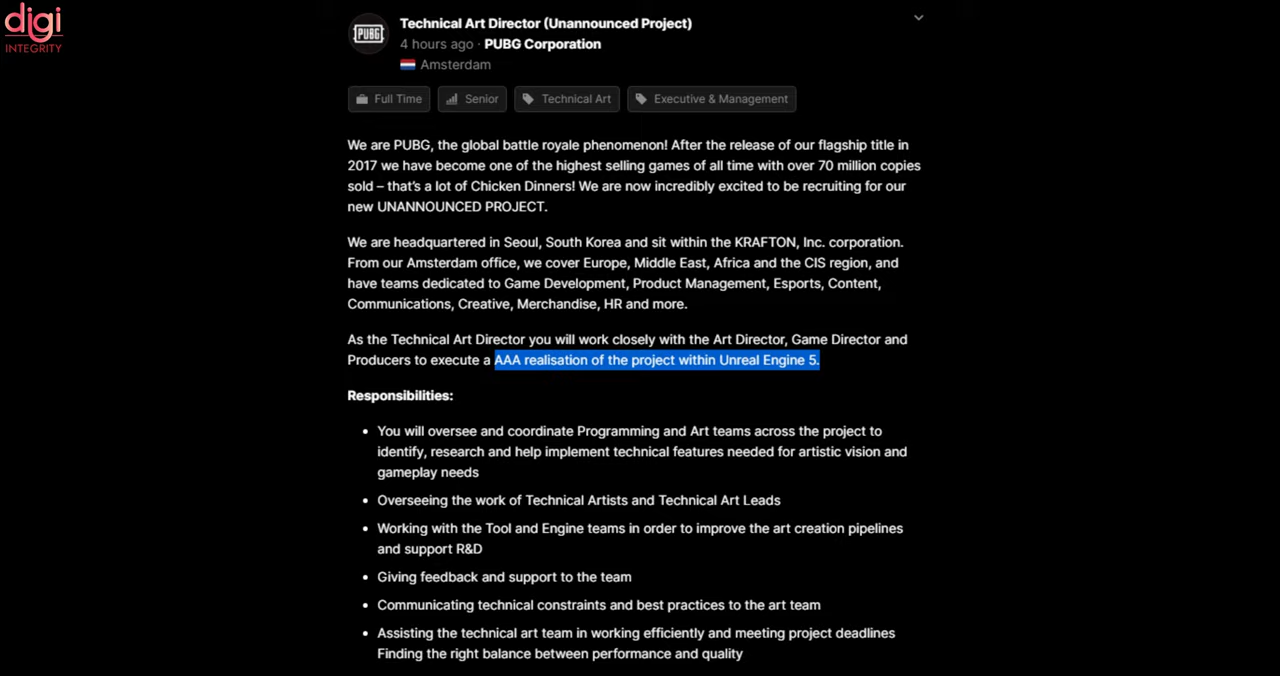 digi
INTEGRITY
PUBG
Technical Art Director (Unannounced Project)
4 hours ago · PUBG Corporation
Amsterdam
Full Time
Senior
Technical Art
Executive & Management
We are PUBG, the global battle royale phenomenon! After the release of our flagship title in
2017 we have become one of the highest selling games of all time with over 70 million copies
sold – that's a lot of Chicken Dinners! We are now incredibly excited to be recruiting for our
new UNANNOUNCED PROJECT.
We are headquartered in Seoul, South Korea and sit within the KRAFTON, Inc. corporation.
From our Amsterdam office, we cover Europe, Middle East, Africa and the CIS region, and
have teams dedicated to Game Development, Product Management, Esports, Content,
Communications, Creative, Merchandise, HR and more.
As the Technical Art Director you will work closely with the Art Director, Game Director and
Producers to execute a AAA realisation of the project within Unreal Engine 5.
Responsibilities:
• You will oversee and coordinate Programming and Art teams across the project to
identify, research and help implement technical features needed for artistic vision and
gameplay needs
• Overseeing the work of Technical Artists and Technical Art Leads
• Working with the Tool and Engine teams in order to improve the art creation pipelines
and support R&D
• Giving feedback and support to the team
• Communicating technical constraints and best practices to the art team
• Assisting the technical art team in working efficiently and meeting project deadlines
Finding the right balance between performance and quality